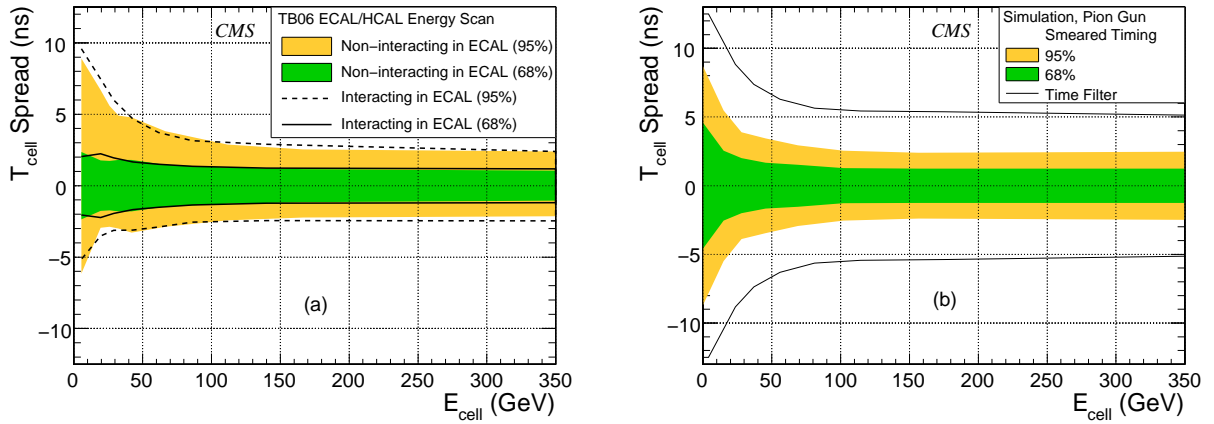 TB06 ECAL/HCAL Energy Scan
CMS
Non−interacting in ECAL (95%)
Non−interacting in ECAL (68%)
Interacting in ECAL (95%)
Interacting in ECAL (68%)
T_cell Spread (ns)
10
5
0
−5
−10
(a)
0 50 100 150 200 250 300 350
E_cell (GeV)
Simulation, Pion Gun
Smeared Timing
CMS
95%
68%
Time Filter
T_cell Spread (ns)
10
5
0
−5
−10
(b)
0 50 100 150 200 250 300 350
E_cell (GeV)